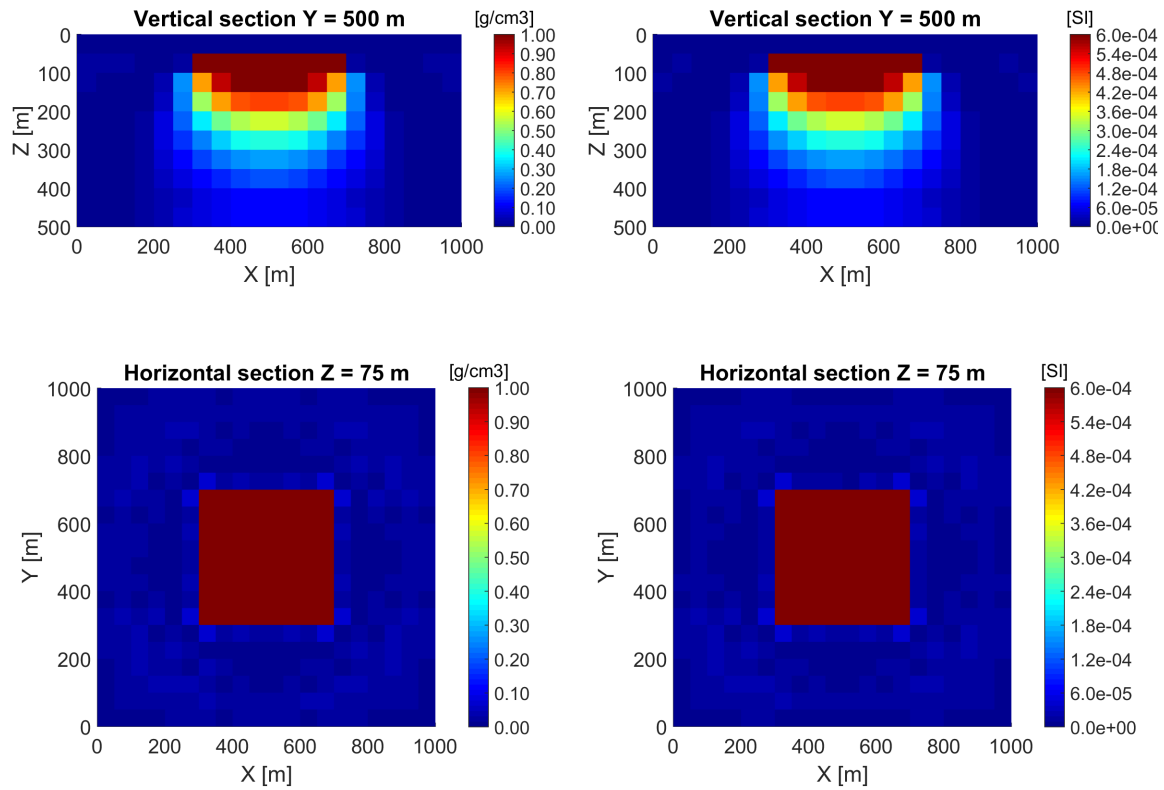 Vertical section Y = 500 m
[g/cm3]
0
100
200
300
400
500
Z [m]
0
200
400
600
800
1000
X [m]
1.00
0.90
0.80
0.70
0.60
0.50
0.40
0.30
0.20
0.10
0.00
Vertical section Y = 500 m
[SI]
0
100
200
300
400
500
Z [m]
0
200
400
600
800
1000
X [m]
6.0e-04
5.4e-04
4.8e-04
4.2e-04
3.6e-04
3.0e-04
2.4e-04
1.8e-04
1.2e-04
6.0e-05
0.0e+00
Horizontal section Z = 75 m
[g/cm3]
1000
800
600
400
200
0
Y [m]
0
200
400
600
800
1000
X [m]
1.00
0.90
0.80
0.70
0.60
0.50
0.40
0.30
0.20
0.10
0.00
Horizontal section Z = 75 m
[SI]
1000
800
600
400
200
0
Y [m]
0
200
400
600
800
1000
X [m]
6.0e-04
5.4e-04
4.8e-04
4.2e-04
3.6e-04
3.0e-04
2.4e-04
1.8e-04
1.2e-04
6.0e-05
0.0e+00